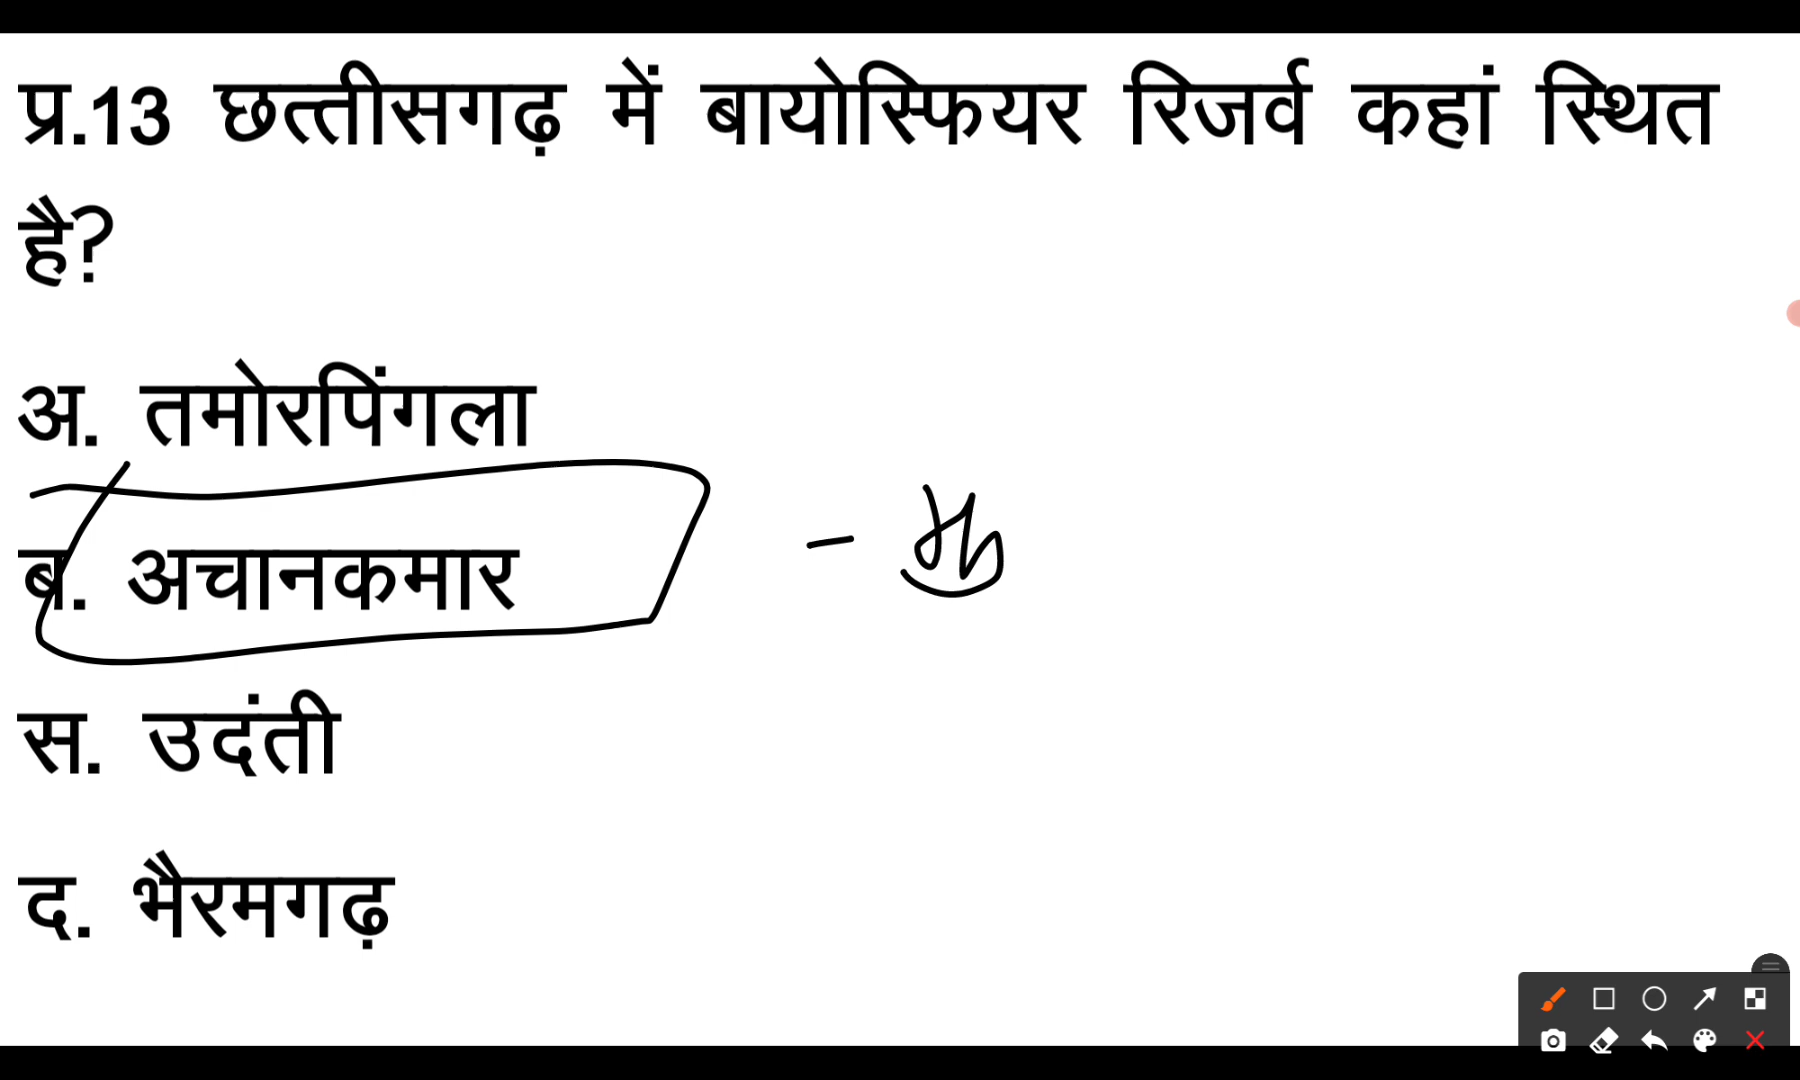 प्र.13 छत्तीसगढ़ में बायोस्फियर रिजर्व कहां स्थित
है?
अ. तमोरपिंगला
ब. अचानकमार
स. उदंती
द. भैरमगढ़